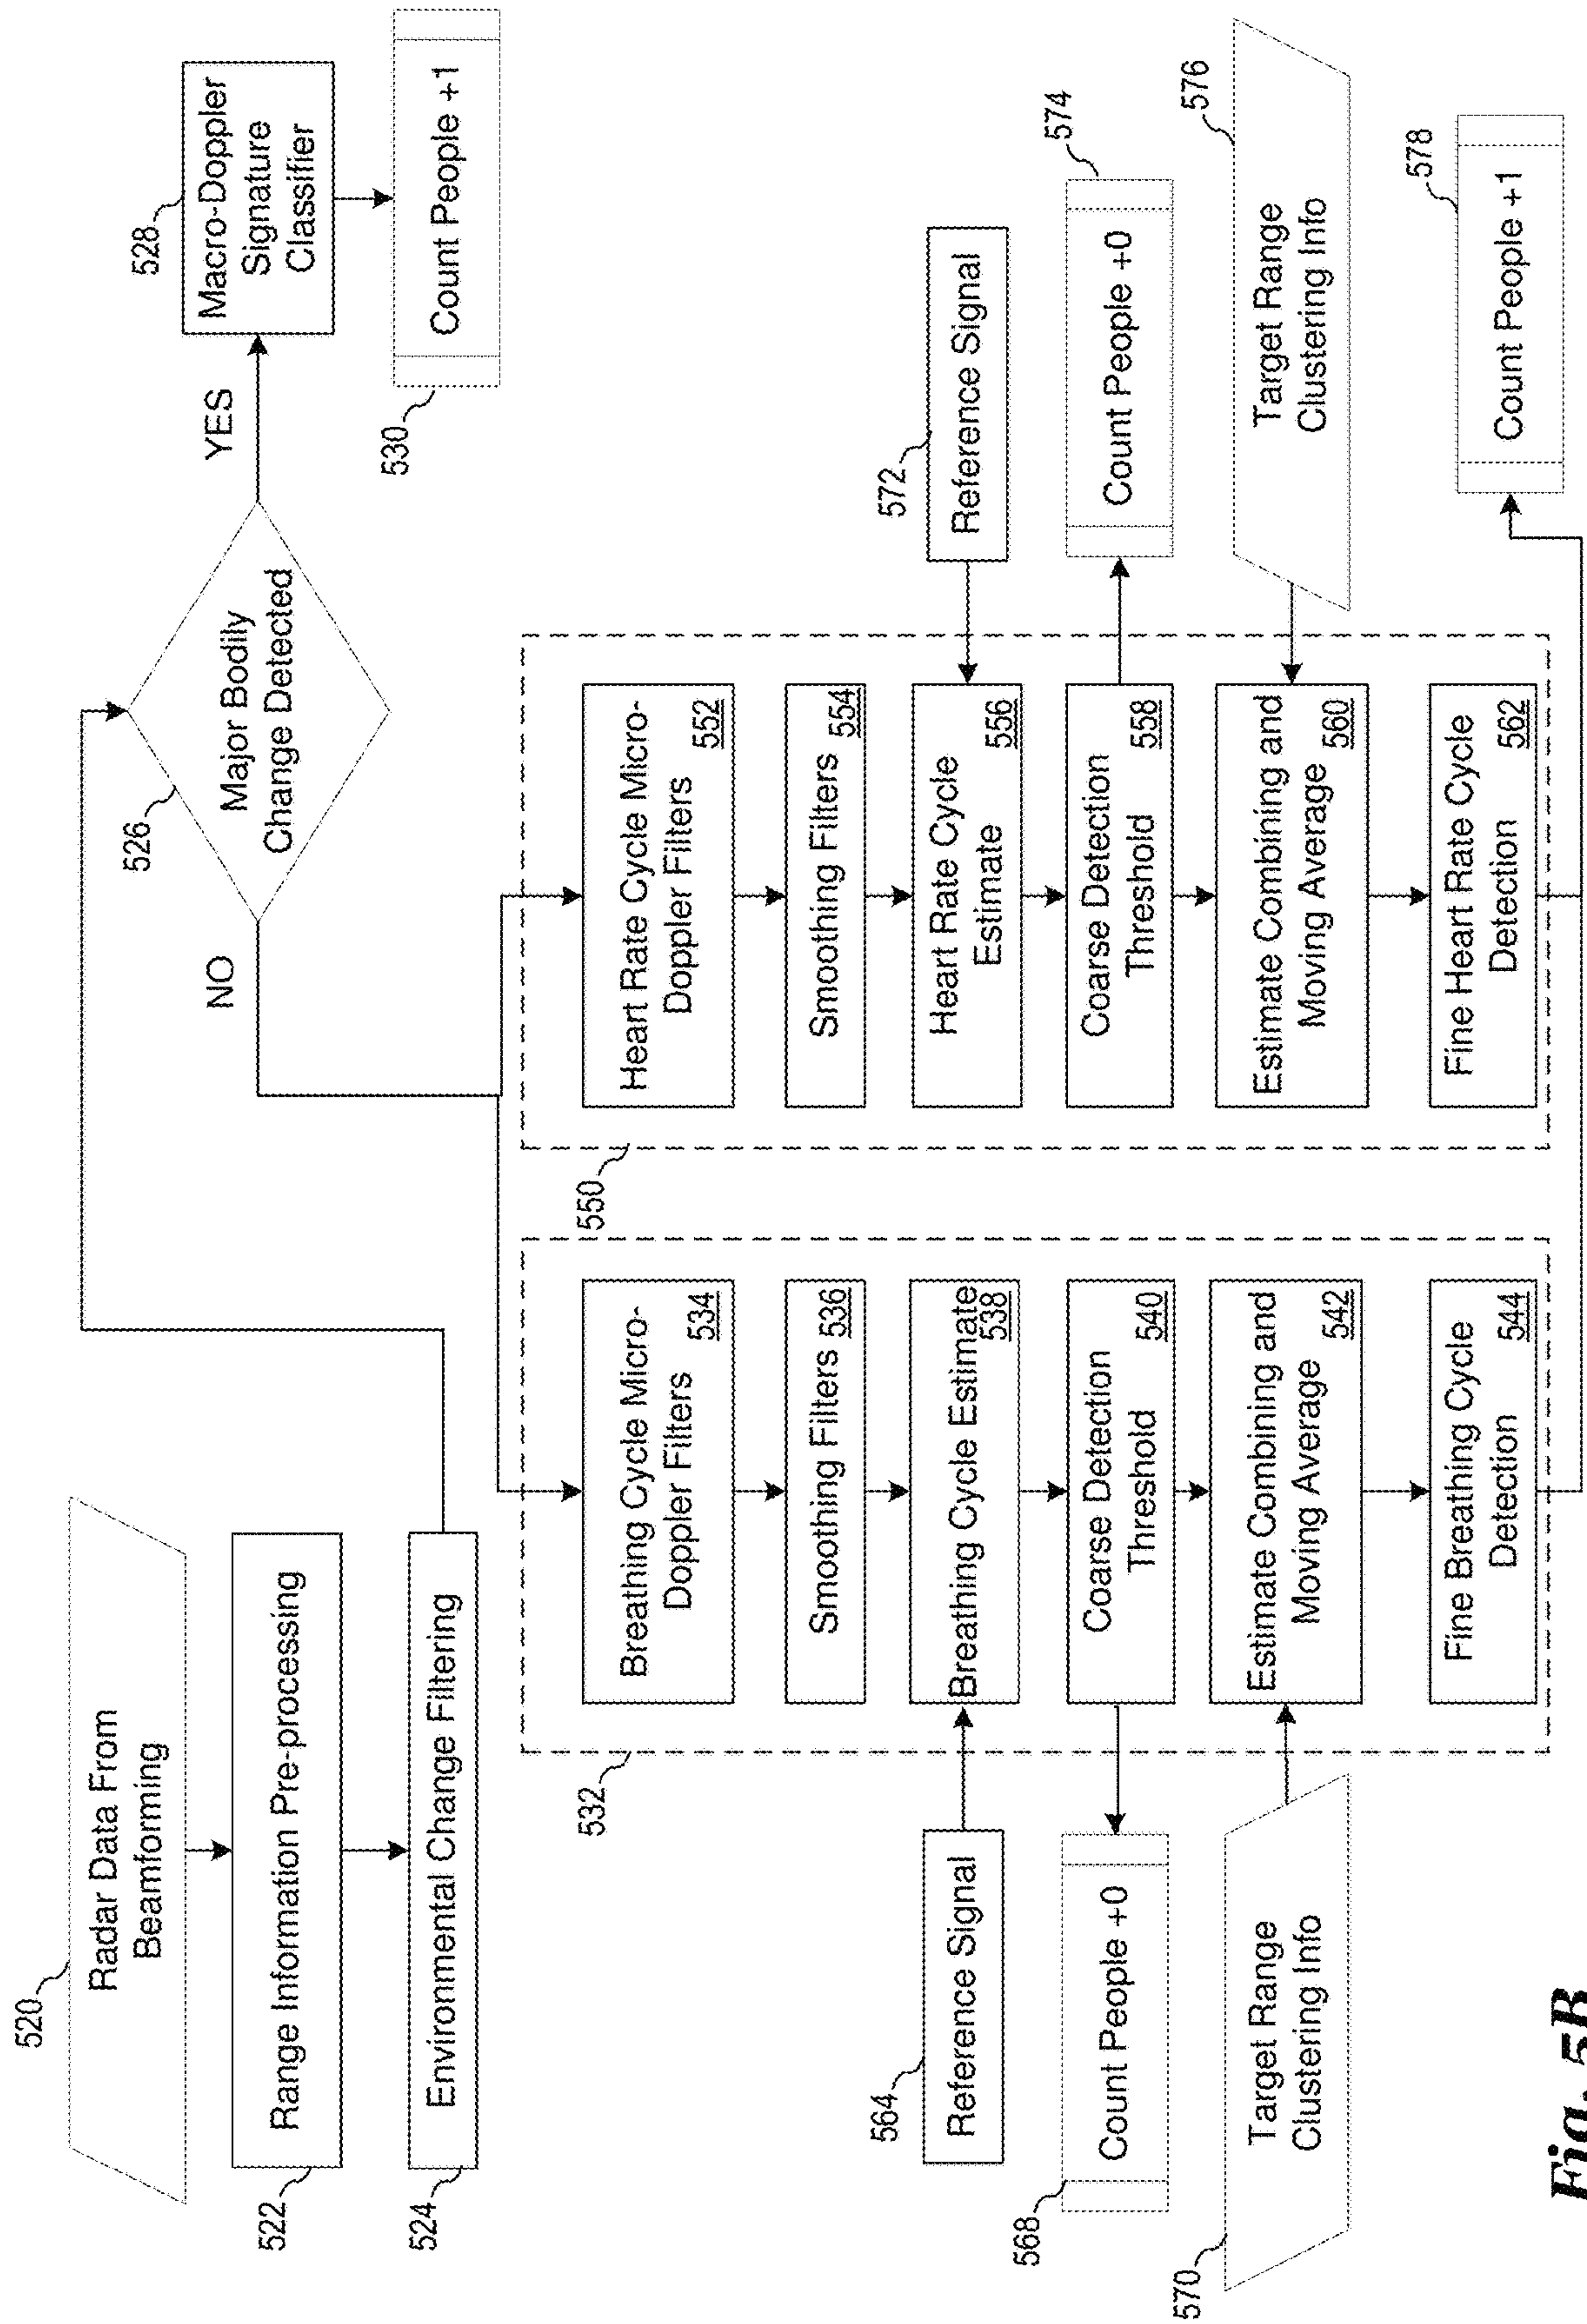 520
Radar Data From
Beamforming
522
Range Information Pre-processing
524
Environmental Change Filtering
526
Major Bodily
Change Detected
YES
NO
528
Macro-Doppler
Signature
Classifier
530
Count People +1
532
Breathing Cycle Micro-
Doppler Filters
534
Smoothing Filters
536
Breathing Cycle Estimate
538
Coarse Detection
Threshold
540
Estimate Combining and
Moving Average
542
Fine Breathing Cycle
Detection
544
564
Reference Signal
568
Count People +0
570
Target Range
Clustering Info
550
Heart Rate Cycle Micro-
Doppler Filters
552
Smoothing Filters
554
Heart Rate Cycle
Estimate
556
Coarse Detection
Threshold
558
Estimate Combining and
Moving Average
560
Fine Heart Rate Cycle
Detection
562
572
Reference Signal
574
Count People +0
576
Target Range
Clustering Info
578
Count People +1
Fig. 5B